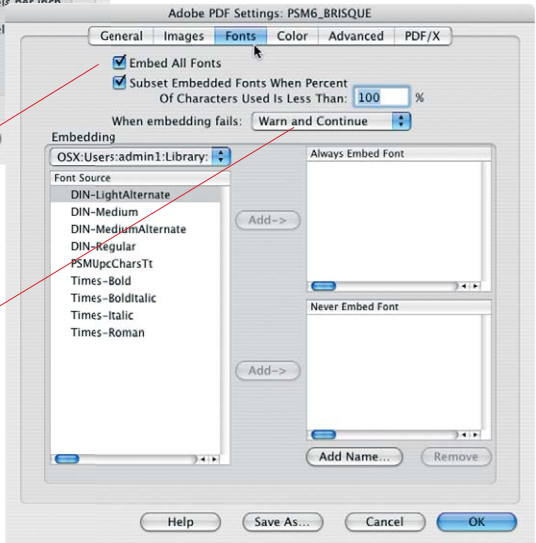 els per inch
Adobe PDF Settings: PSM6_BRISQUE
General Images Fonts Color Advanced PDF/X
Embed All Fonts
Subset Embedded Fonts When Percent
Of Characters Used Is Less Than: 100 %
When embedding fails: Warn and Continue
Embedding
OSX:Users:admin1:Library:
Font Source
DIN-LightAlternate
DIN-Medium
DIN-MediumAlternate
DIN-Regular
PSMUpcCharsTt
Times-Bold
Times-BoldItalic
Times-Italic
Times-Roman
Add->
Always Embed Font
Add->
Never Embed Font
Add Name... Remove
Help Save As... Cancel OK